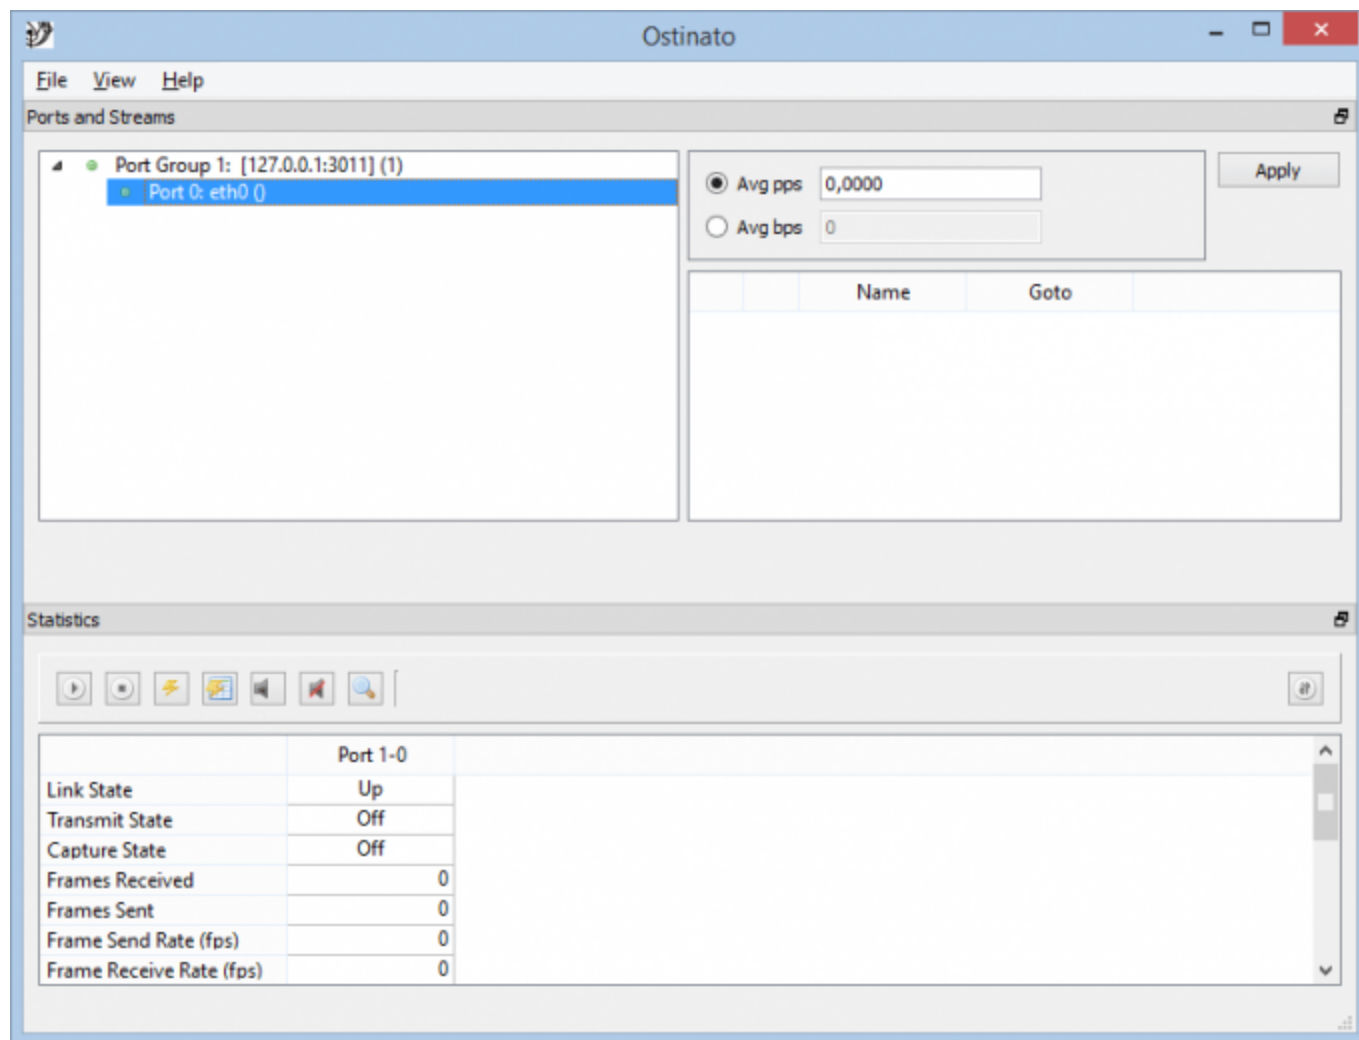 Ostinato
File View Help
Ports and Streams
Port Group 1: [127.0.0.1:3011] (1)
Port 0: eth0 ()
Avg pps 0,0000
Avg bps 0
Apply
Name Goto
Statistics
Port 1-0
Link State Up
Transmit State Off
Capture State Off
Frames Received 0
Frames Sent 0
Frame Send Rate (fps) 0
Frame Receive Rate (fps) 0